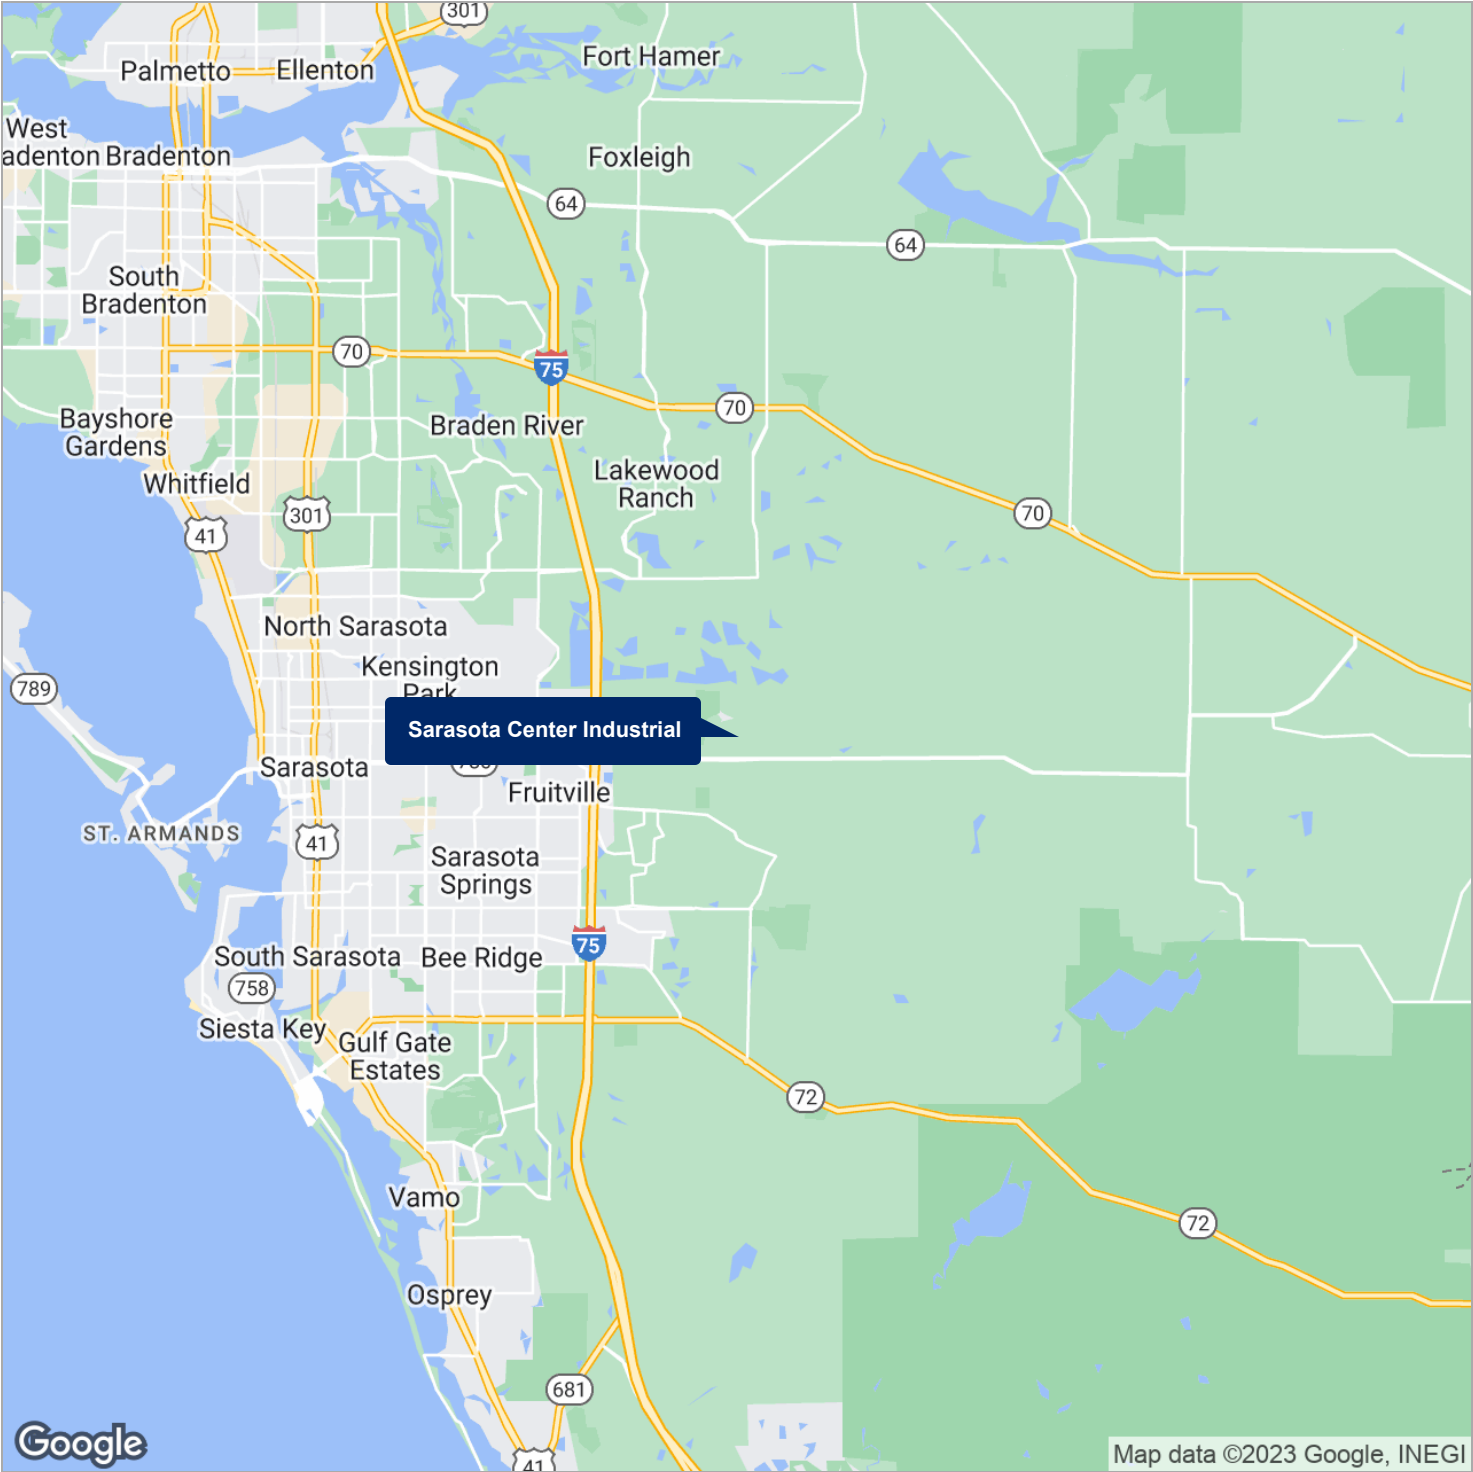 301
Palmetto
Ellenton
Fort Hamer
West
adenton
Bradenton
Foxleigh
64
64
South
Bradenton
70
75
70
Bayshore
Gardens
Braden River
Whitfield
Lakewood
Ranch
301
41
70
North Sarasota
Kensington
Park
789
Sarasota Center Industrial
Sarasota
Fruitville
ST. ARMANDS
41
Sarasota
Springs
75
South Sarasota
Bee Ridge
758
Siesta Key
Gulf Gate
Estates
72
Vamo
72
Osprey
681
41
Google
Map data ©2023 Google, INEGI